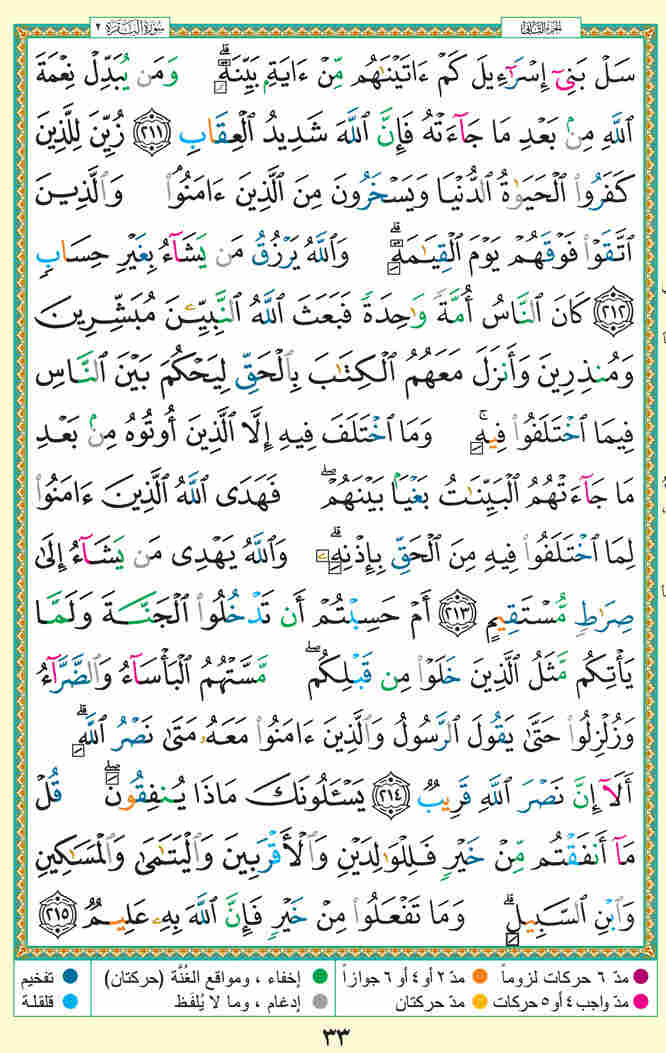 سُورَةُ البَقَرَةِ ٢
الجزء الثاني
سَلْ بَنِىٓ إِسْرَٰٓءِيلَ كَمْ ءَاتَيْنَٰهُم مِّنْ ءَايَةٍۭ بَيِّنَةٍۗ وَمَن يُبَدِّلْ نِعْمَةَ
ٱللَّهِ مِنۢ بَعْدِ مَا جَآءَتْهُ فَإِنَّ ٱللَّهَ شَدِيدُ ٱلْعِقَابِ ﴿٢١١﴾ زُيِّنَ لِلَّذِينَ
كَفَرُوا۟ ٱلْحَيَوٰةُ ٱلدُّنْيَا وَيَسْخَرُونَ مِنَ ٱلَّذِينَ ءَامَنُوا۟ۘ وَٱلَّذِينَ
ٱتَّقَوْا۟ فَوْقَهُمْ يَوْمَ ٱلْقِيَٰمَةِۗ وَٱللَّهُ يَرْزُقُ مَن يَشَآءُ بِغَيْرِ حِسَابٍ
﴿٢١٢﴾ كَانَ ٱلنَّاسُ أُمَّةً وَٰحِدَةً فَبَعَثَ ٱللَّهُ ٱلنَّبِيِّۦنَ مُبَشِّرِينَ
وَمُنذِرِينَ وَأَنزَلَ مَعَهُمُ ٱلْكِتَٰبَ بِٱلْحَقِّ لِيَحْكُمَ بَيْنَ ٱلنَّاسِ
فِيمَا ٱخْتَلَفُوا۟ فِيهِۚ وَمَا ٱخْتَلَفَ فِيهِ إِلَّا ٱلَّذِينَ أُوتُوهُ مِنۢ بَعْدِ
مَا جَآءَتْهُمُ ٱلْبَيِّنَٰتُ بَغْيًۢا بَيْنَهُمْۖ فَهَدَى ٱللَّهُ ٱلَّذِينَ ءَامَنُوا۟
لِمَا ٱخْتَلَفُوا۟ فِيهِ مِنَ ٱلْحَقِّ بِإِذْنِهِۦۗ وَٱللَّهُ يَهْدِى مَن يَشَآءُ إِلَىٰ
صِرَٰطٍ مُّسْتَقِيمٍ ﴿٢١٣﴾ أَمْ حَسِبْتُمْ أَن تَدْخُلُوا۟ ٱلْجَنَّةَ وَلَمَّا
يَأْتِكُم مَّثَلُ ٱلَّذِينَ خَلَوْا۟ مِن قَبْلِكُمۖ مَّسَّتْهُمُ ٱلْبَأْسَآءُ وَٱلضَّرَّآءُ
وَزُلْزِلُوا۟ حَتَّىٰ يَقُولَ ٱلرَّسُولُ وَٱلَّذِينَ ءَامَنُوا۟ مَعَهُۥ مَتَىٰ نَصْرُ ٱللَّهِۗ
أَلَآ إِنَّ نَصْرَ ٱللَّهِ قَرِيبٌ ﴿٢١٤﴾ يَسْـَٔلُونَكَ مَاذَا يُنفِقُونَۖ قُلْ
مَآ أَنفَقْتُم مِّنْ خَيْرٍ فَلِلْوَٰلِدَيْنِ وَٱلْأَقْرَبِينَ وَٱلْيَتَٰمَىٰ وَٱلْمَسَٰكِينِ
وَٱبْنِ ٱلسَّبِيلِۗ وَمَا تَفْعَلُوا۟ مِنْ خَيْرٍ فَإِنَّ ٱللَّهَ بِهِۦ عَلِيمٌ ﴿٢١٥﴾
مدّ ٦ حركات لزوماً مدّ ٢ أو ٤ أو ٦ جوازاً إخفاء ، ومواقع الغُنَّة (حركتان) تفخيم
مدّ واجب ٤ أو ٥ حركات مدّ حركتان إدغام ، وما لا يُلفَظ قلقلة
٣٣